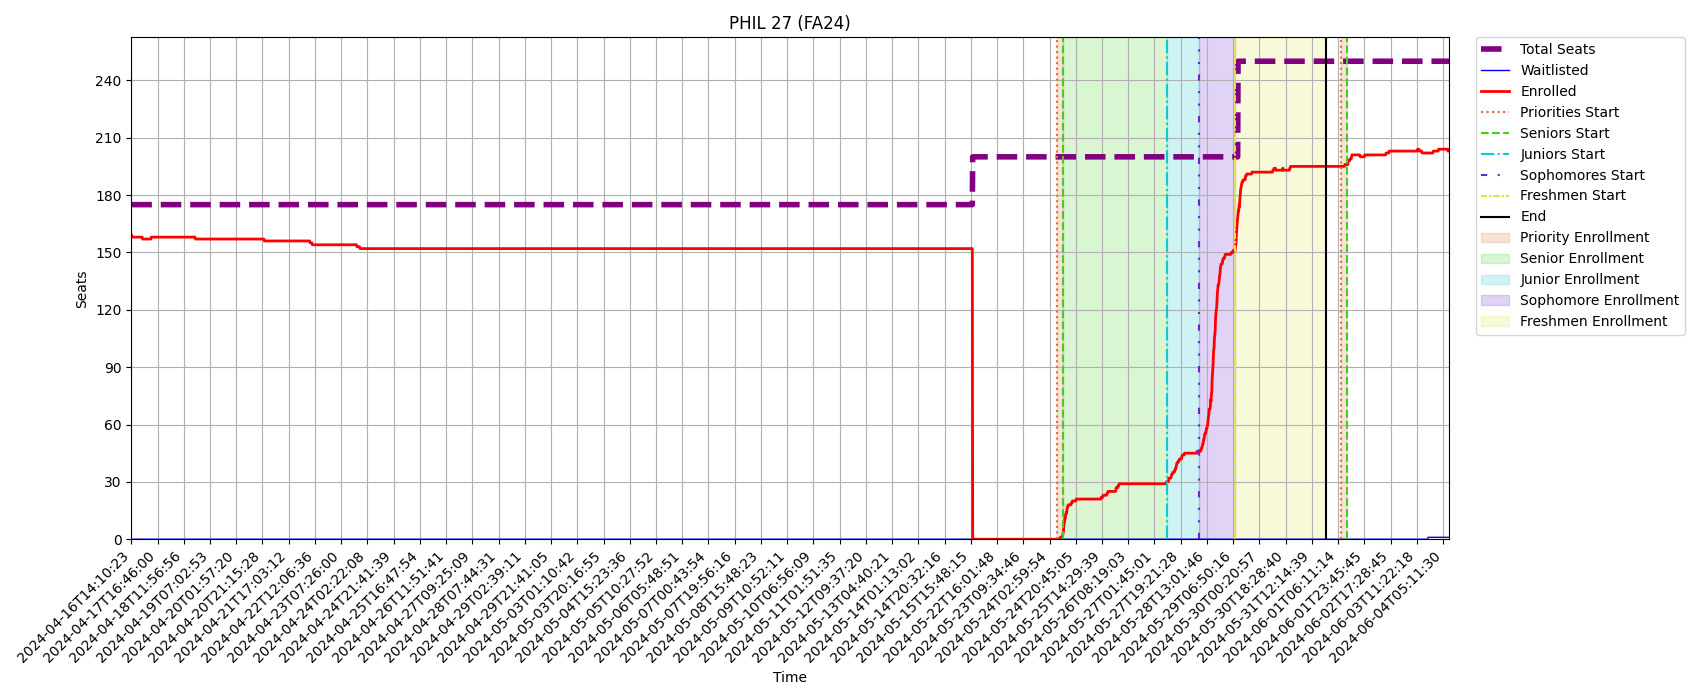 PHIL 27 (FA24)
Total Seats
Waitlisted
Enrolled
Priorities Start
Seniors Start
Juniors Start
Sophomores Start
Freshmen Start
End
Priority Enrollment
Senior Enrollment
Junior Enrollment
Sophomore Enrollment
Freshmen Enrollment
Seats
240
210
180
150
120
90
60
30
0
2024-04-16T14:10:23
2024-04-17T16:46:00
2024-04-18T11:56:56
2024-04-19T07:02:53
2024-04-20T01:57:20
2024-04-20T21:15:28
2024-04-21T17:03:12
2024-04-22T12:06:36
2024-04-23T07:26:00
2024-04-24T02:22:08
2024-04-24T21:41:39
2024-04-25T16:47:54
2024-04-26T11:51:41
2024-04-27T09:25:09
2024-04-28T07:44:31
2024-04-29T02:39:11
2024-04-29T21:41:05
2024-05-03T01:10:42
2024-05-03T20:16:55
2024-05-04T15:23:36
2024-05-05T10:27:52
2024-05-06T05:48:51
2024-05-07T00:43:54
2024-05-07T19:56:16
2024-05-08T15:48:23
2024-05-09T10:52:11
2024-05-10T06:56:09
2024-05-11T01:51:35
2024-05-12T09:37:20
2024-05-13T04:40:21
2024-05-14T01:13:02
2024-05-14T20:32:16
2024-05-15T15:48:15
2024-05-22T16:01:48
2024-05-23T09:34:46
2024-05-24T02:59:54
2024-05-24T20:45:05
2024-05-25T14:29:39
2024-05-26T08:19:03
2024-05-27T01:45:01
2024-05-27T19:21:28
2024-05-28T13:01:46
2024-05-29T06:50:16
2024-05-30T00:20:57
2024-05-30T18:28:40
2024-05-31T12:14:39
2024-06-01T06:11:14
2024-06-01T23:45:45
2024-06-02T17:28:45
2024-06-03T11:22:18
2024-06-04T05:11:30
Time